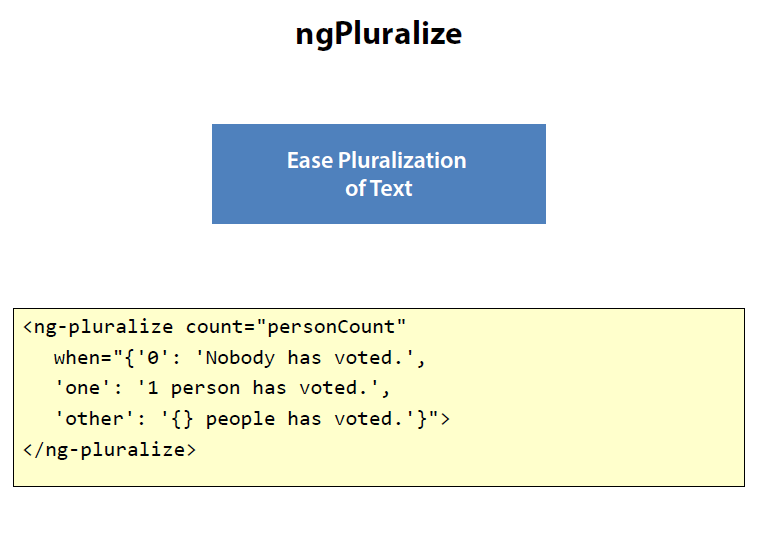 ngPluralize
Ease Pluralization
of Text
<ng-pluralize count="personCount"
when="{'0': 'Nobody has voted.',
'one': '1 person has voted.',
'other': '{} people has voted.'}">
</ng-pluralize>